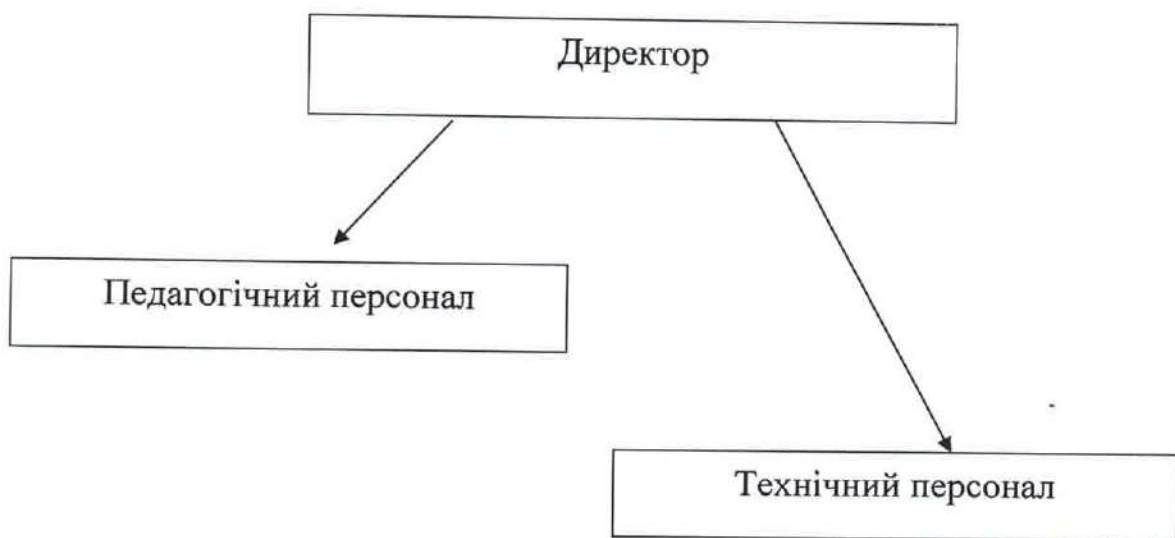 Директор
Педагогічний персонал
Технічний персонал